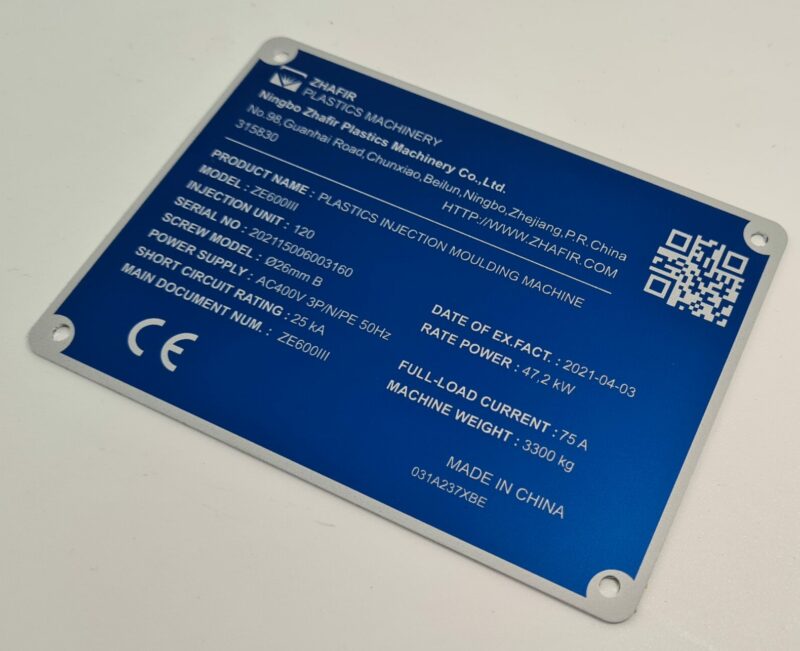 ZHAFIR
PLASTICS MACHINERY
Ningbo Zhafir Plastics Machinery Co.,Ltd.
No.98,Guanhai Road,Chunxiao,Beilun,Ningbo,Zhejiang,P.R.China
315830
HTTP://WWW.ZHAFIR.COM
PRODUCT NAME : PLASTICS INJECTION MOULDING MACHINE
MODEL : ZE600III
INJECTION UNIT : 120
SERIAL NO : 202115006003160
SCREW MODEL : Ø26mm B
POWER SUPPLY : AC400V 3P/N/PE 50Hz
SHORT CIRCUIT RATING : 25 kA
MAIN DOCUMENT NUM. : ZE600III
DATE OF EX.FACT. : 2021-04-03
RATE POWER : 47,2 kW
FULL-LOAD CURRENT : 75 A
MACHINE WEIGHT : 3300 kg
CE
MADE IN CHINA
031A237XBE